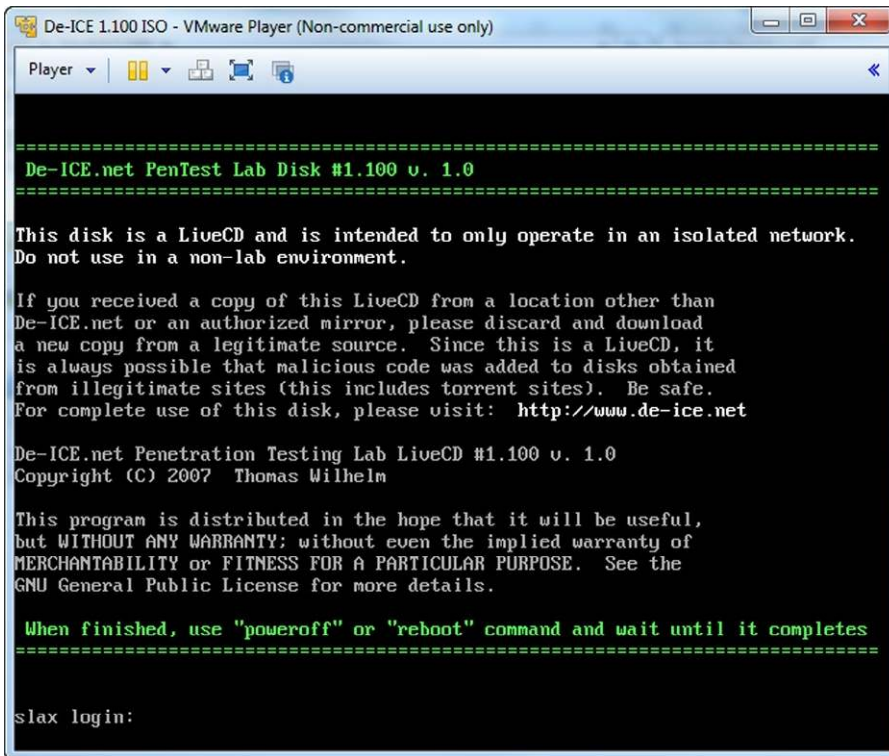 De-ICE 1.100 ISO - VMware Player (Non-commercial use only)
Player
================================================================================
De-ICE.net PenTest Lab Disk #1.100 v. 1.0
================================================================================
This disk is a LiveCD and is intended to only operate in an isolated network.
Do not use in a non-lab environment.
If you received a copy of this LiveCD from a location other than
De-ICE.net or an authorized mirror, please discard and download
a new copy from a legitimate source.  Since this is a LiveCD, it
is always possible that malicious code was added to disks obtained
from illegitimate sites (this includes torrent sites).  Be safe.
For complete use of this disk, please visit:  http://www.de-ice.net
De-ICE.net Penetration Testing Lab LiveCD #1.100 v. 1.0
Copyright (C) 2007  Thomas Wilhelm
This program is distributed in the hope that it will be useful,
but WITHOUT ANY WARRANTY; without even the implied warranty of
MERCHANTABILITY or FITNESS FOR A PARTICULAR PURPOSE.  See the
GNU General Public License for more details.
When finished, use "poweroff" or "reboot" command and wait until it completes
================================================================================
slax login: